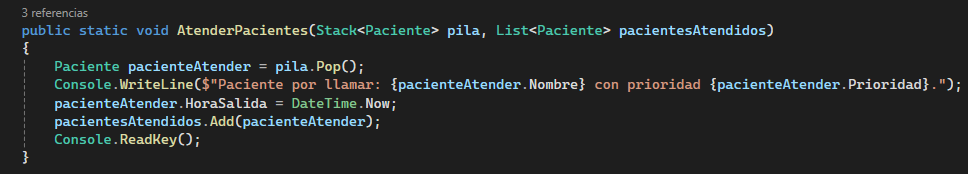 3 referencias
public static void AtenderPacientes(Stack<Paciente> pila, List<Paciente> pacientesAtendidos)
{
    Paciente pacienteAtender = pila.Pop();
    Console.WriteLine($"Paciente por llamar: {pacienteAtender.Nombre} con prioridad {pacienteAtender.Prioridad}.");
    pacienteAtender.HoraSalida = DateTime.Now;
    pacientesAtendidos.Add(pacienteAtender);
    Console.ReadKey();
}